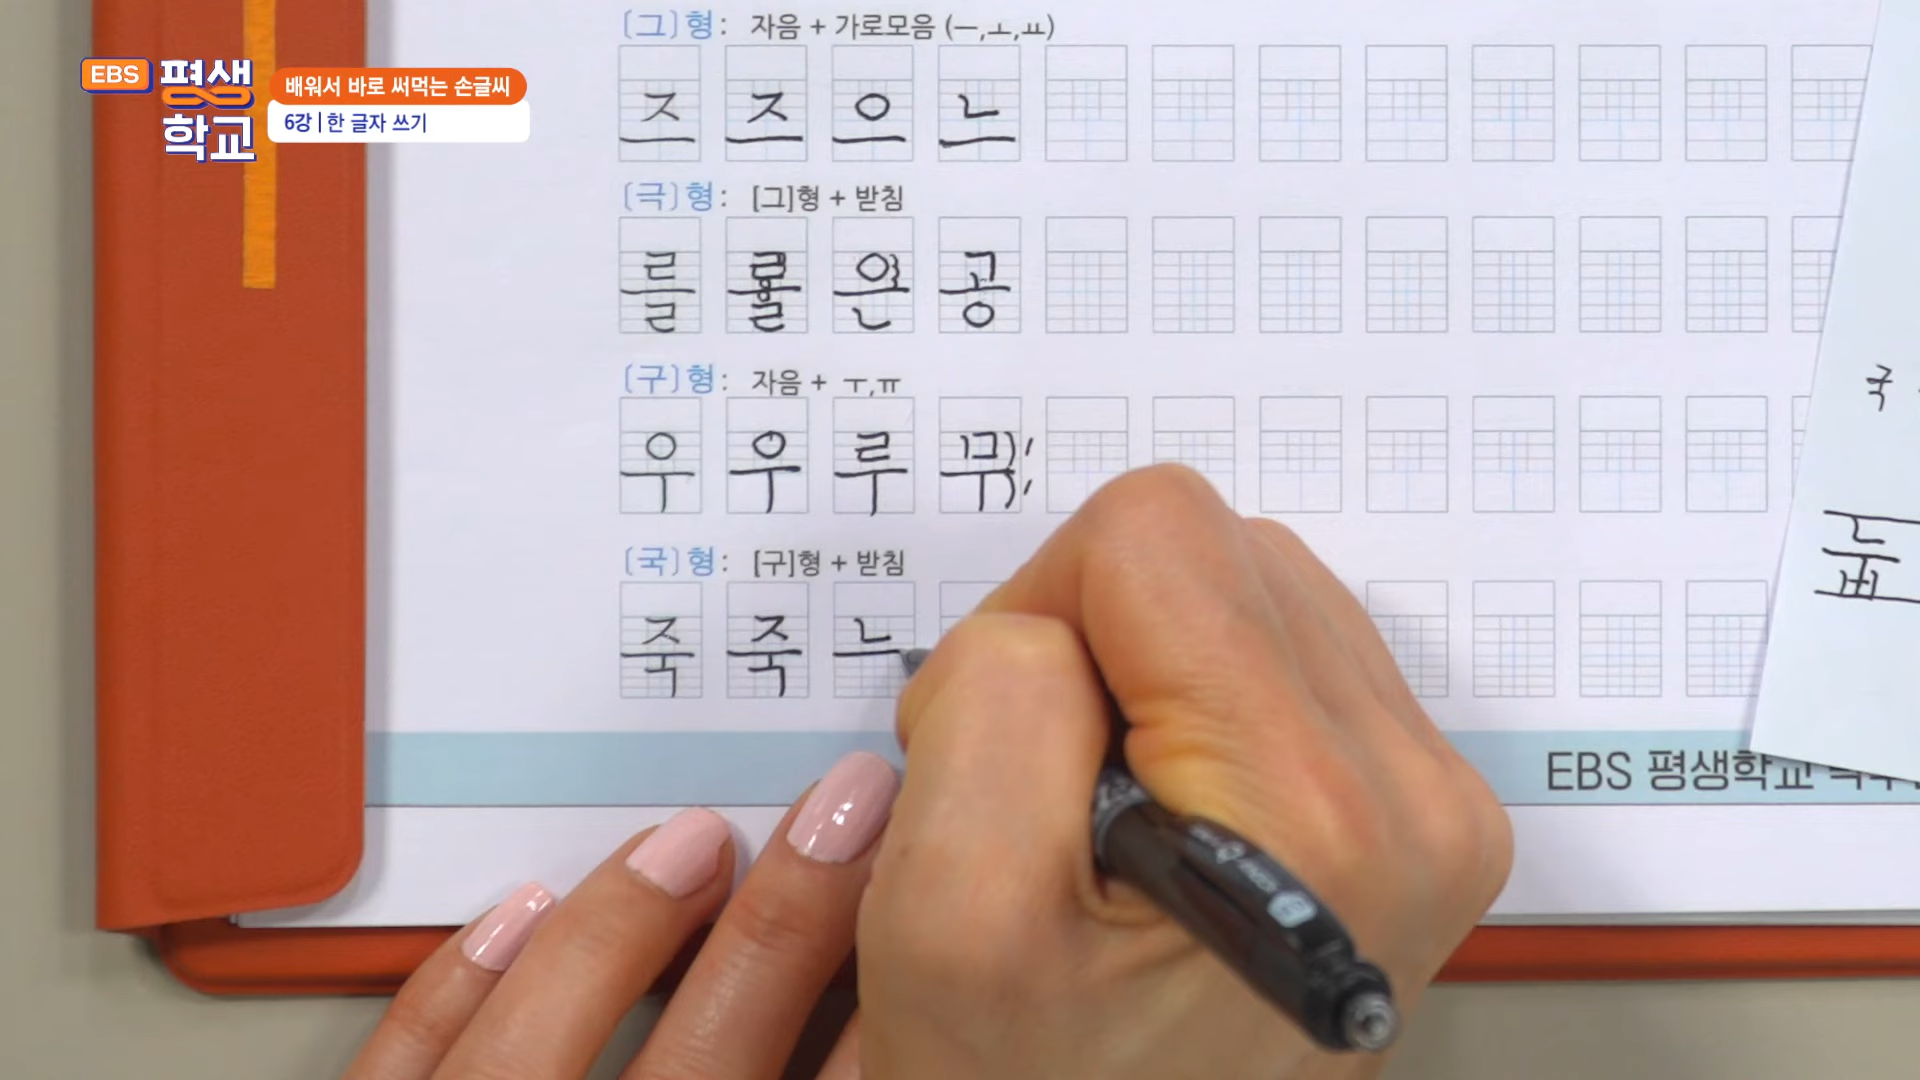 EBS 평생학교
배워서 바로 써먹는 손글씨
6강 | 한 글자 쓰기
[그]형: 자음 + 가로모음 (ㅡ,ㅗ,ㅛ)
즈 즈 으 느
[극]형: [그]형 + 받침
를 를 은 공
[구]형: 자음 + ㅜ,ㅠ
우 우 루 뀌
[국]형: [구]형 + 받침
죽 죽 느
국
눔
EBS 평생학교